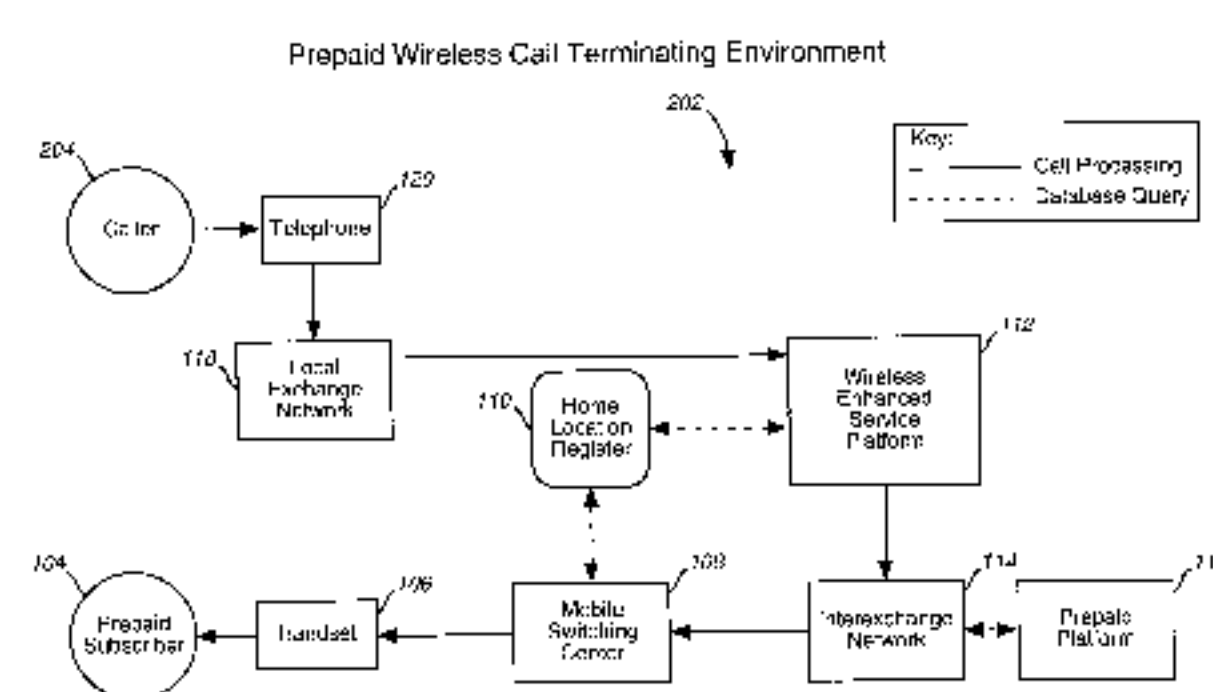 Prepaid Wireless Call Terminating Environment
202
Key:
Call Processing
Database Query
204
Caller
120
Telephone
118
Local
Exchange
Network
112
Wireless
Enhanced
Service
Platform
110
Home
Location
Register
104
Prepaid
Subscriber
106
Handset
108
Mobile
Switching
Center
114
Interexchange
Network
11
Prepaid
Platform